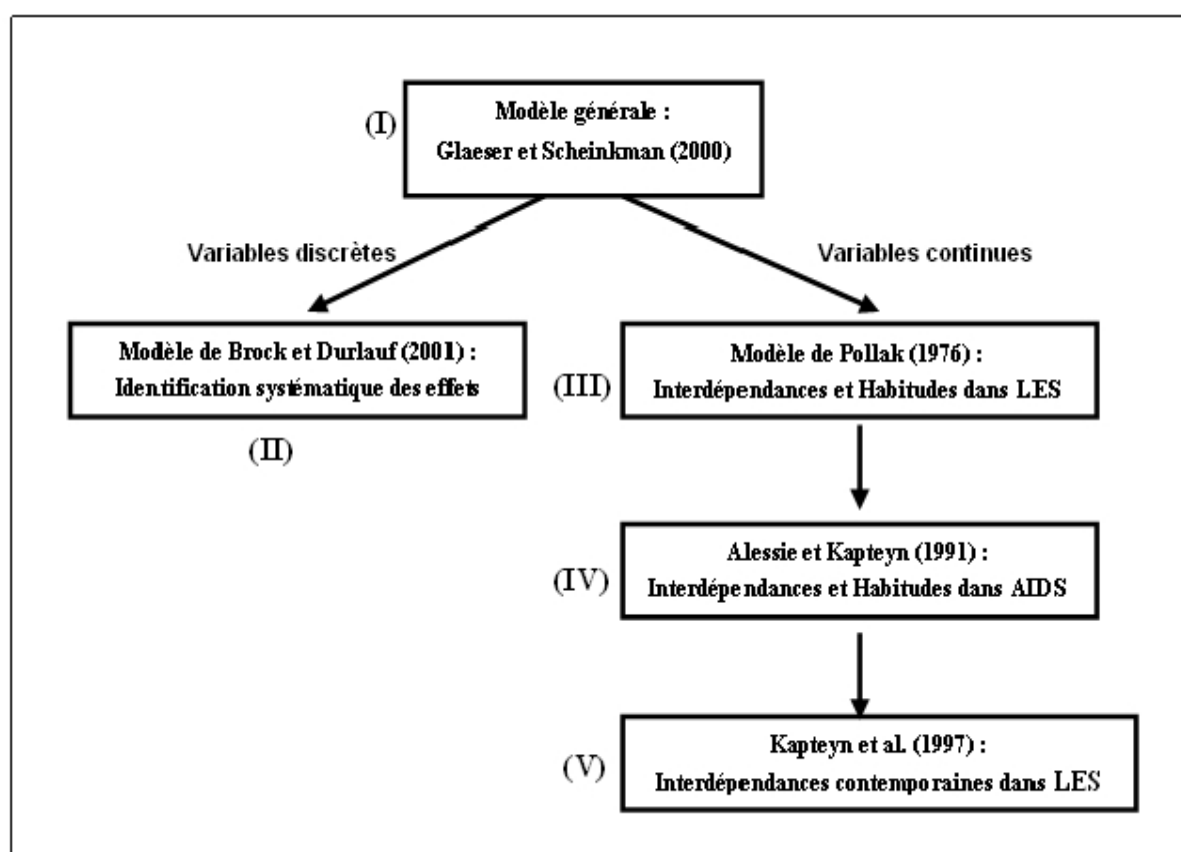 (I)
Modèle générale :
Glaeser et Scheinkman (2000)
Variables discrètes
Variables continues
Modèle de Brock et Durlauf (2001) :
Identification systématique des effets
(II)
(III)
Modèle de Pollak (1976) :
Interdépendances et Habitudes dans LES
(IV)
Alessie et Kapteyn (1991) :
Interdépendances et Habitudes dans AIDS
(V)
Kapteyn et al. (1997) :
Interdépendances contemporaines dans LES